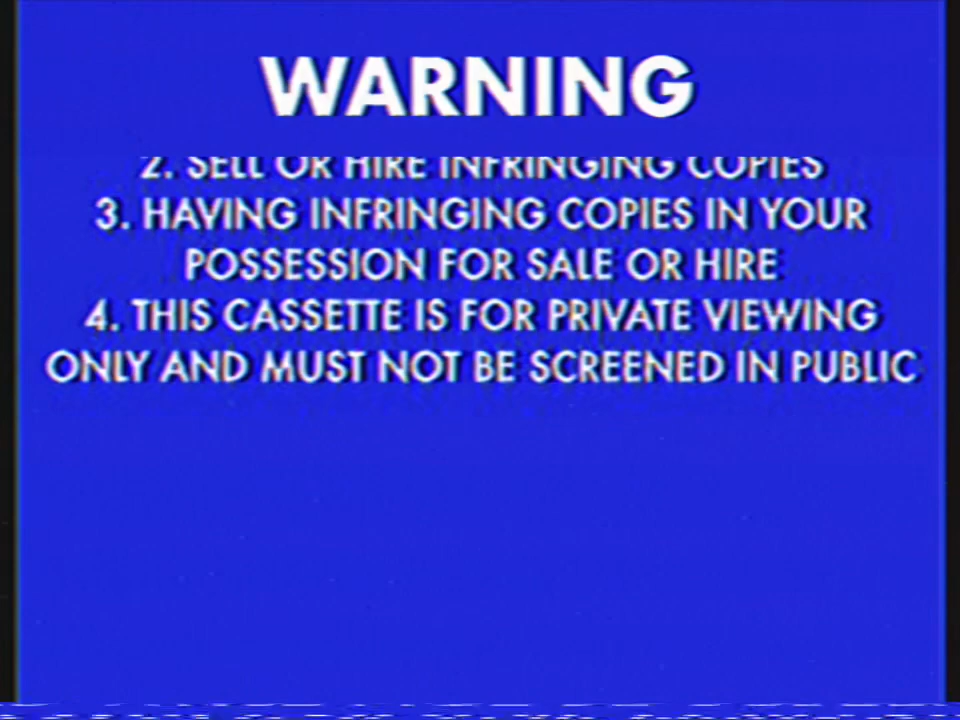 WARNING
2. SELL OR HIRE INFRINGING COPIES
3. HAVING INFRINGING COPIES IN YOUR
POSSESSION FOR SALE OR HIRE
4. THIS CASSETTE IS FOR PRIVATE VIEWING
ONLY AND MUST NOT BE SCREENED IN PUBLIC